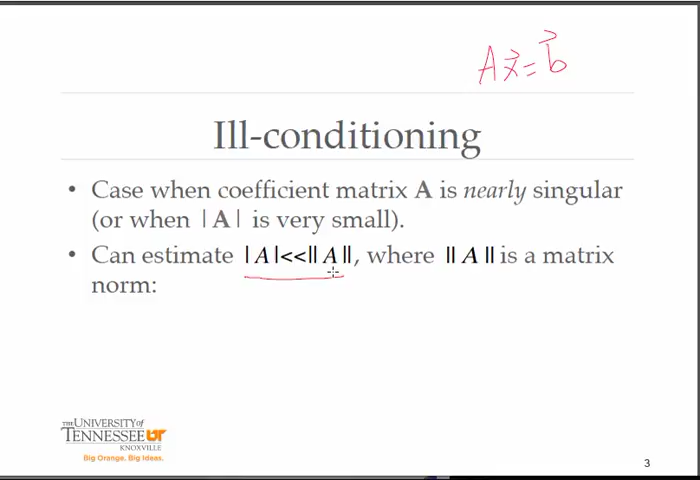 Ax⃗=b⃗
Ill-conditioning
• Case when coefficient matrix A is nearly singular
(or when |A| is very small).
• Can estimate |A|<<||A||, where ||A|| is a matrix
norm:
THE UNIVERSITY of
TENNESSEE UT
KNOXVILLE
Big Orange. Big Ideas.
3